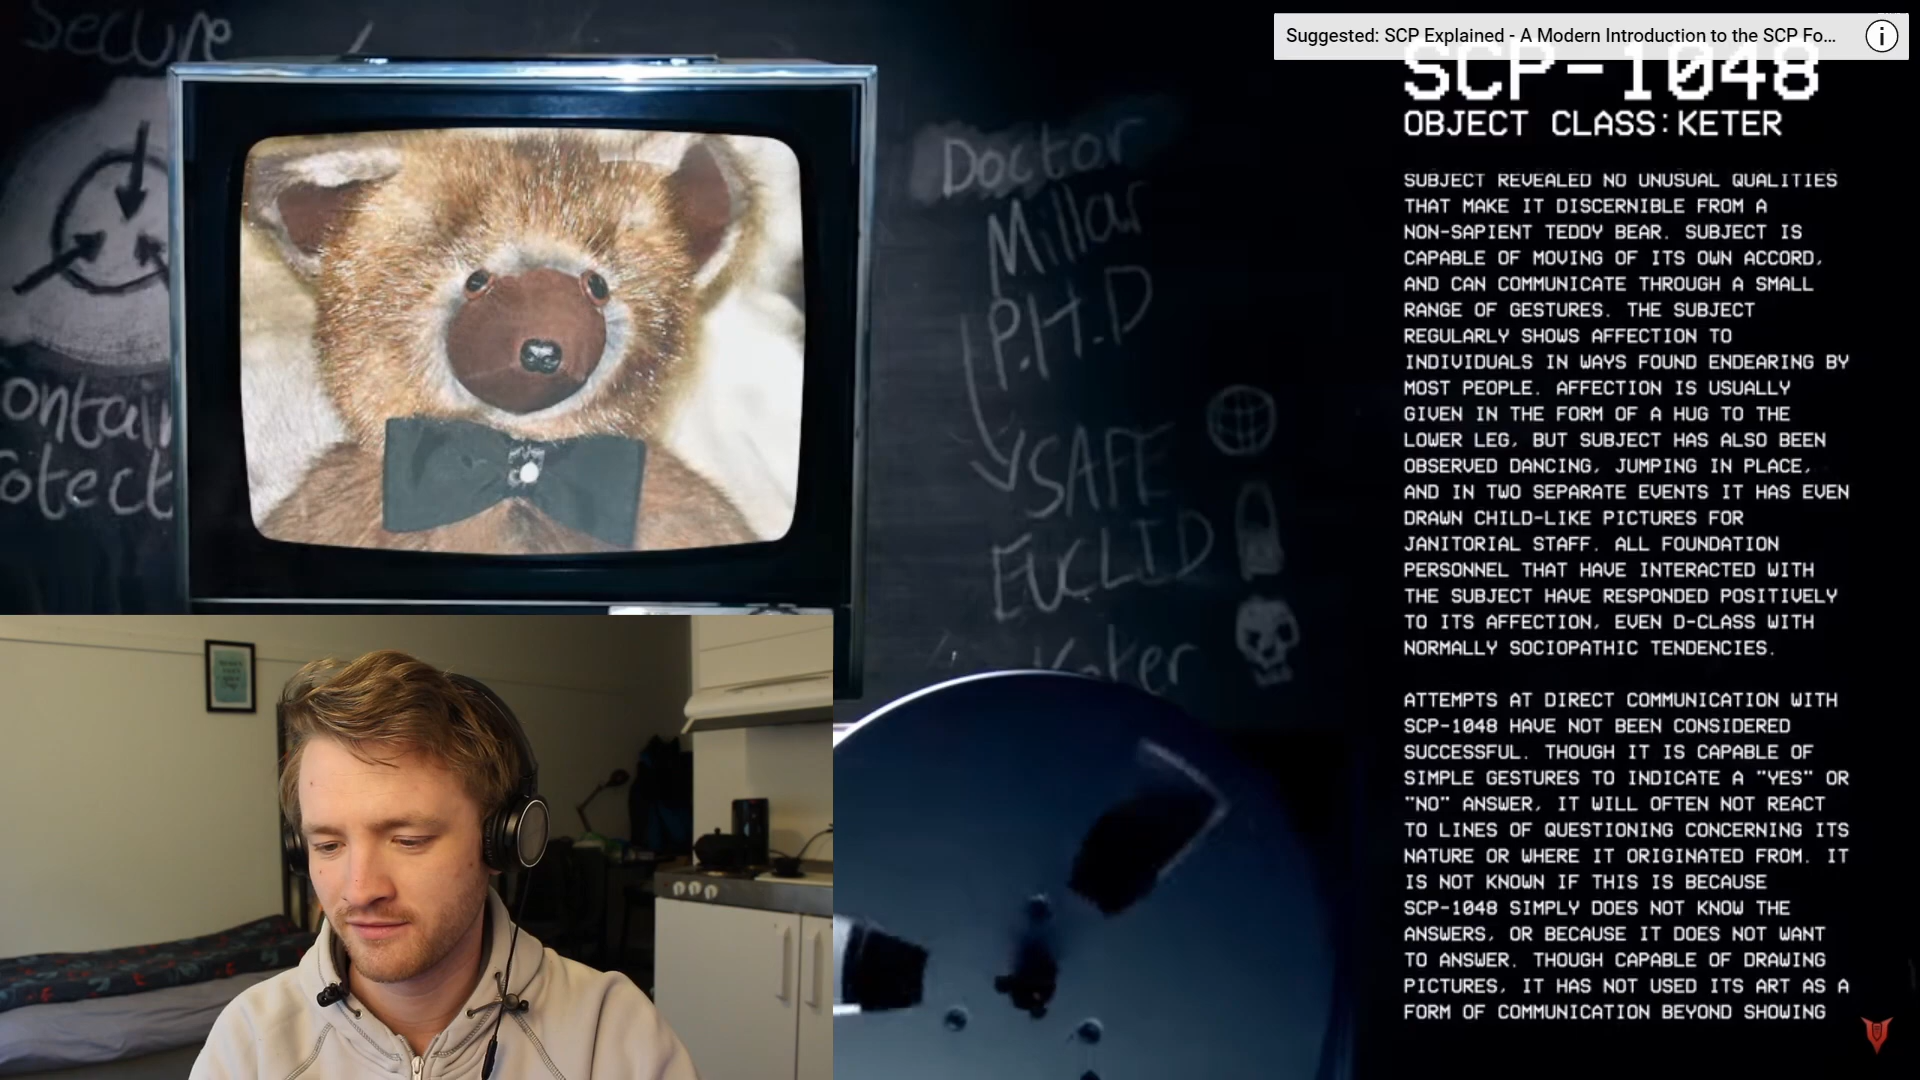 Secure
Suggested: SCP Explained - A Modern Introduction to the SCP Fo...
SCP-1048
OBJECT CLASS:KETER
Doctor
Millar
P.H.D
SAFE
EUCLID
Keter
ontain
otect
SUBJECT REVEALED NO UNUSUAL QUALITIES
THAT MAKE IT DISCERNIBLE FROM A
NON-SAPIENT TEDDY BEAR. SUBJECT IS
CAPABLE OF MOVING OF ITS OWN ACCORD,
AND CAN COMMUNICATE THROUGH A SMALL
RANGE OF GESTURES. THE SUBJECT
REGULARLY SHOWS AFFECTION TO
INDIVIDUALS IN WAYS FOUND ENDEARING BY
MOST PEOPLE. AFFECTION IS USUALLY
GIVEN IN THE FORM OF A HUG TO THE
LOWER LEG, BUT SUBJECT HAS ALSO BEEN
OBSERVED DANCING, JUMPING IN PLACE,
AND IN TWO SEPARATE EVENTS IT HAS EVEN
DRAWN CHILD-LIKE PICTURES FOR
JANITORIAL STAFF. ALL FOUNDATION
PERSONNEL THAT HAVE INTERACTED WITH
THE SUBJECT HAVE RESPONDED POSITIVELY
TO ITS AFFECTION, EVEN D-CLASS WITH
NORMALLY SOCIOPATHIC TENDENCIES.
ATTEMPTS AT DIRECT COMMUNICATION WITH
SCP-1048 HAVE NOT BEEN CONSIDERED
SUCCESSFUL. THOUGH IT IS CAPABLE OF
SIMPLE GESTURES TO INDICATE A "YES" OR
"NO" ANSWER, IT WILL OFTEN NOT REACT
TO LINES OF QUESTIONING CONCERNING ITS
NATURE OR WHERE IT ORIGINATED FROM. IT
IS NOT KNOWN IF THIS IS BECAUSE
SCP-1048 SIMPLY DOES NOT KNOW THE
ANSWERS, OR BECAUSE IT DOES NOT WANT
TO ANSWER. THOUGH CAPABLE OF DRAWING
PICTURES, IT HAS NOT USED ITS ART AS A
FORM OF COMMUNICATION BEYOND SHOWING